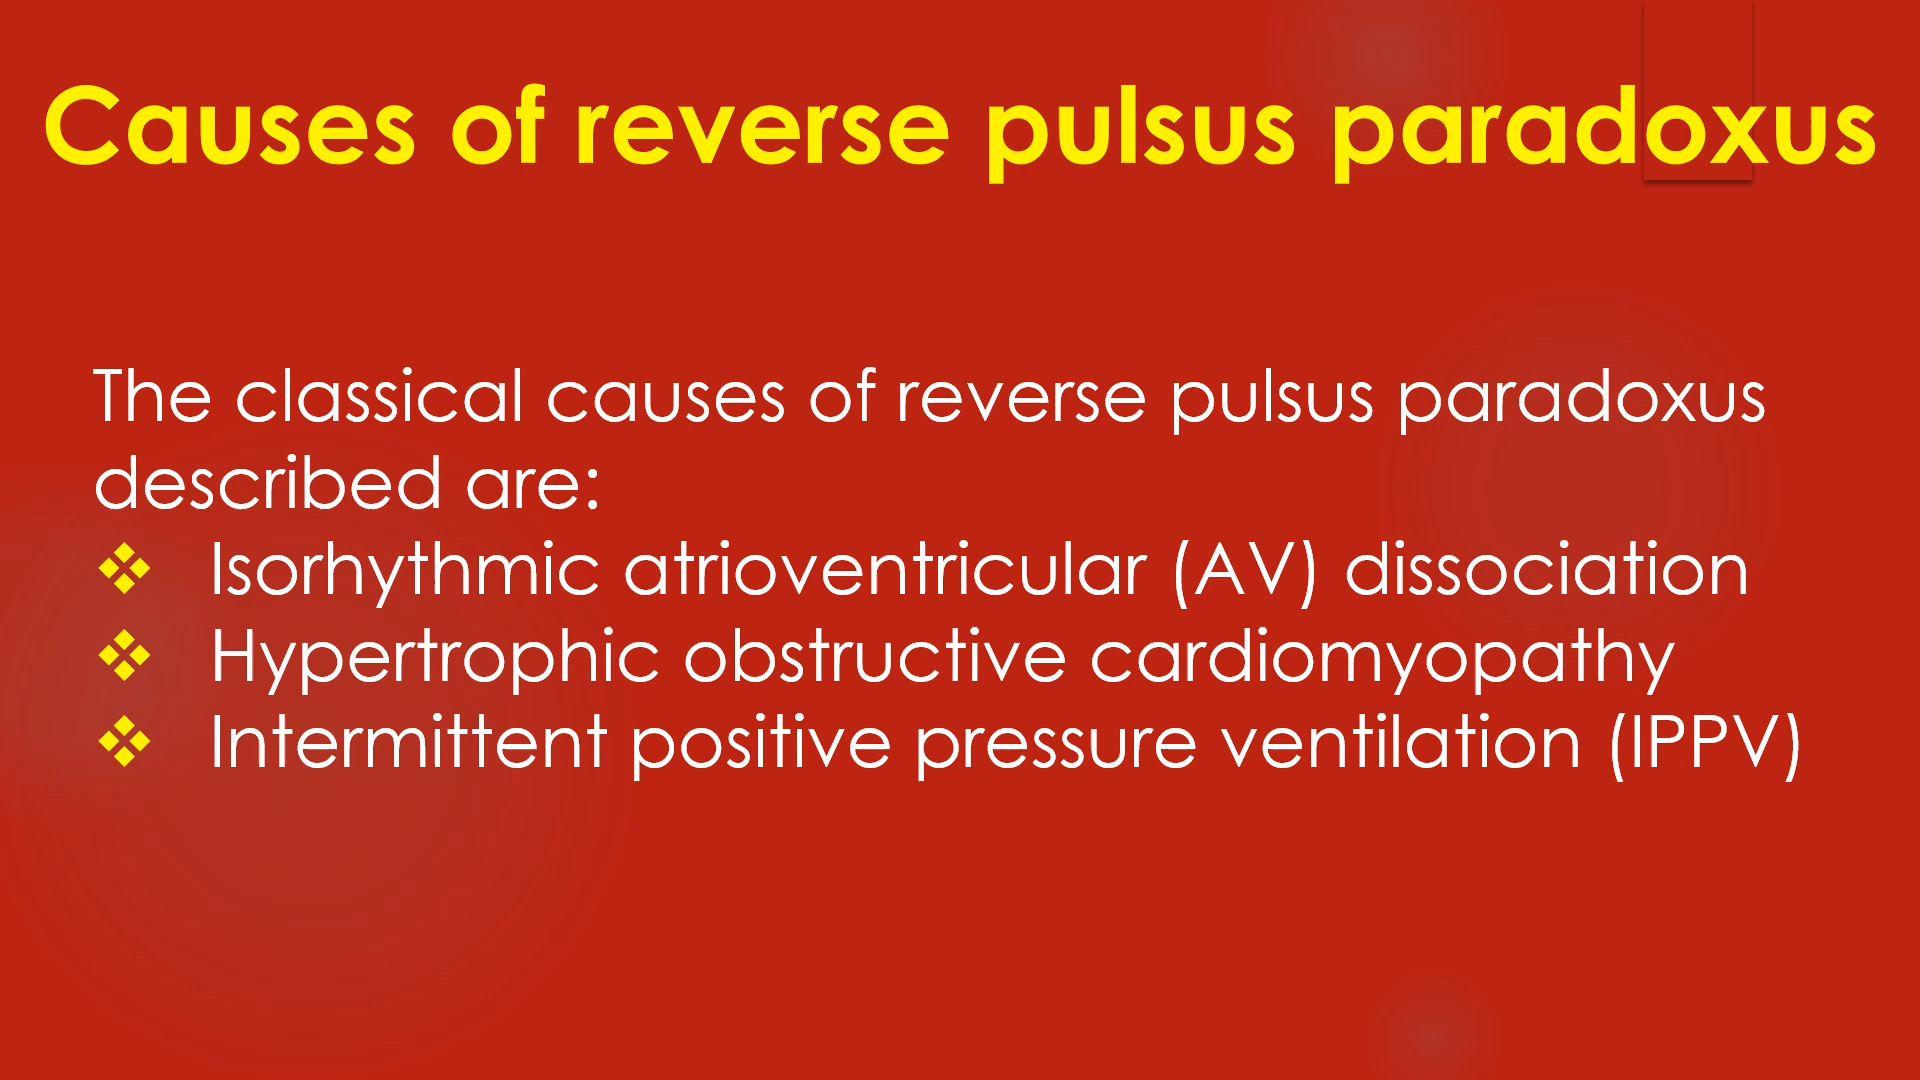 Causes of reverse pulsus paradoxus
The classical causes of reverse pulsus paradoxus
described are:
❖ Isorhythmic atrioventricular (AV) dissociation
❖ Hypertrophic obstructive cardiomyopathy
❖ Intermittent positive pressure ventilation (IPPV)